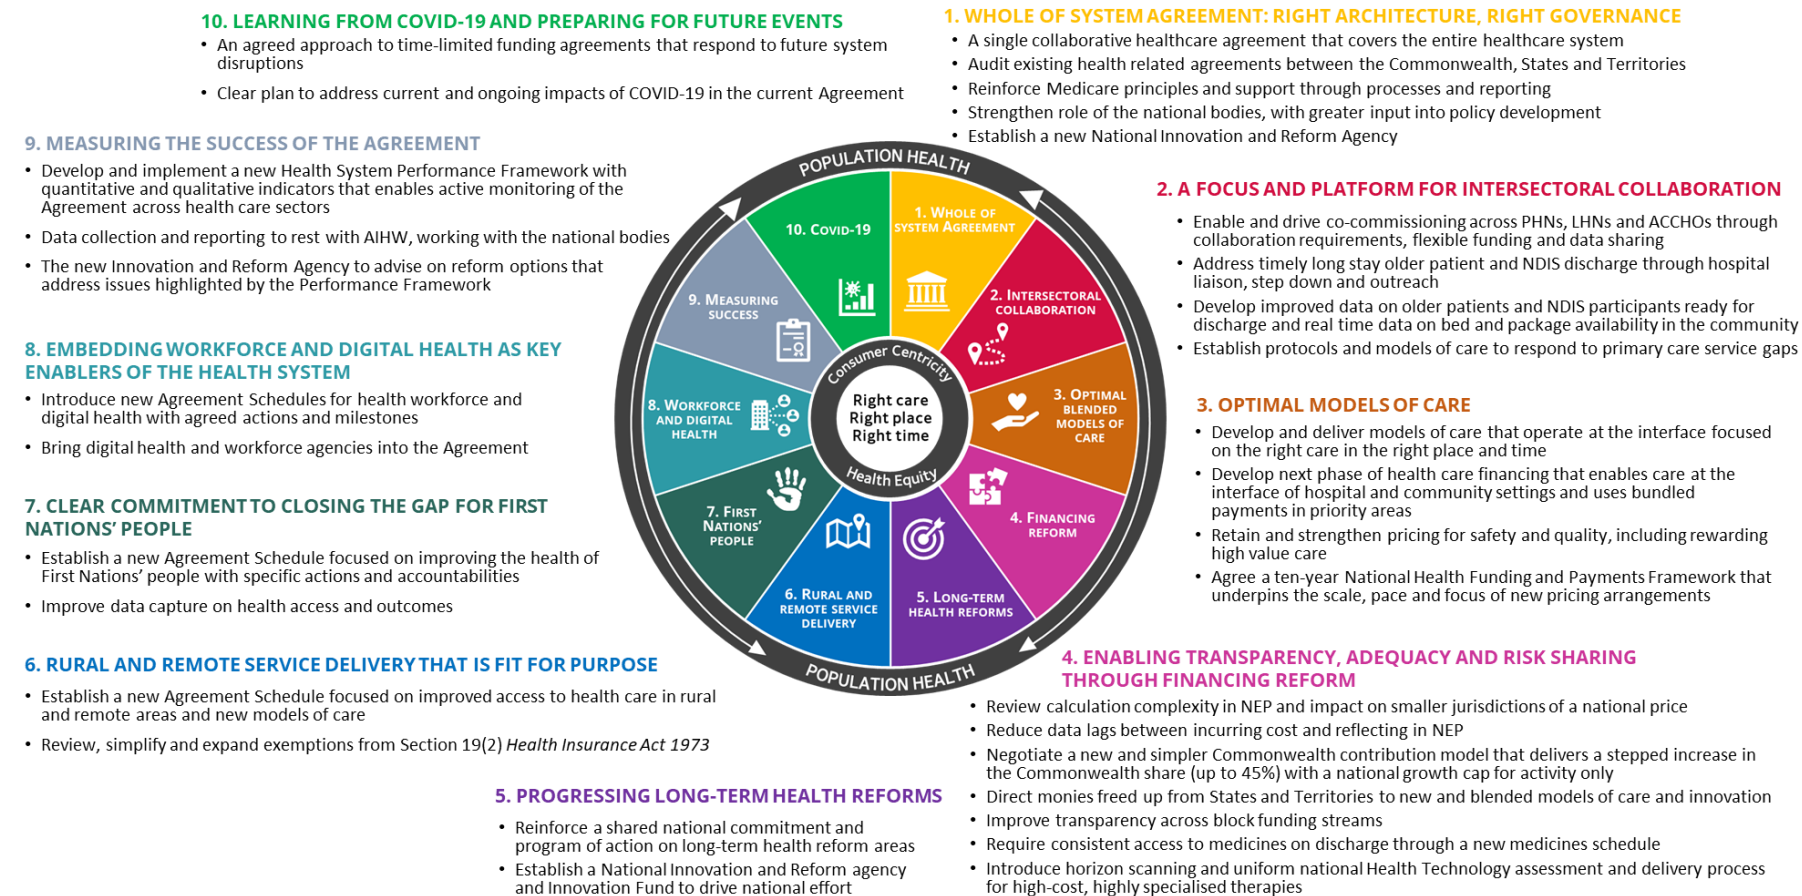 10. LEARNING FROM COVID-19 AND PREPARING FOR FUTURE EVENTS
• An agreed approach to time-limited funding agreements that respond to future system
disruptions
• Clear plan to address current and ongoing impacts of COVID-19 in the current Agreement
1. WHOLE OF SYSTEM AGREEMENT: RIGHT ARCHITECTURE, RIGHT GOVERNANCE
• A single collaborative healthcare agreement that covers the entire healthcare system
• Audit existing health related agreements between the Commonwealth, States and Territories
• Reinforce Medicare principles and support through processes and reporting
• Strengthen role of the national bodies, with greater input into policy development
• Establish a new National Innovation and Reform Agency
9. MEASURING THE SUCCESS OF THE AGREEMENT
• Develop and implement a new Health System Performance Framework with
quantitative and qualitative indicators that enables active monitoring of the
Agreement across health care sectors
• Data collection and reporting to rest with AIHW, working with the national bodies
• The new Innovation and Reform Agency to advise on reform options that
address issues highlighted by the Performance Framework
2. A FOCUS AND PLATFORM FOR INTERSECTORAL COLLABORATION
• Enable and drive co-commissioning across PHNs, LHNs and ACCHOs through
collaboration requirements, flexible funding and data sharing
• Address timely long stay older patient and NDIS discharge through hospital
liaison, step down and outreach
• Develop improved data on older patients and NDIS participants ready for
discharge and real time data on bed and package availability in the community
• Establish protocols and models of care to respond to primary care service gaps
8. EMBEDDING WORKFORCE AND DIGITAL HEALTH AS KEY
ENABLERS OF THE HEALTH SYSTEM
• Introduce new Agreement Schedules for health workforce and
digital health with agreed actions and milestones
• Bring digital health and workforce agencies into the Agreement
3. OPTIMAL MODELS OF CARE
• Develop and deliver models of care that operate at the interface focused
on the right care in the right place and time
• Develop next phase of health care financing that enables care at the
interface of hospital and community settings and uses bundled
payments in priority areas
• Retain and strengthen pricing for safety and quality, including rewarding
high value care
• Agree a ten-year National Health Funding and Payments Framework that
underpins the scale, pace and focus of new pricing arrangements
7. CLEAR COMMITMENT TO CLOSING THE GAP FOR FIRST
NATIONS' PEOPLE
• Establish a new Agreement Schedule focused on improving the health of
First Nations' people with specific actions and accountabilities
• Improve data capture on health access and outcomes
6. RURAL AND REMOTE SERVICE DELIVERY THAT IS FIT FOR PURPOSE
• Establish a new Agreement Schedule focused on improved access to health care in rural
and remote areas and new models of care
• Review, simplify and expand exemptions from Section 19(2) Health Insurance Act 1973
4. ENABLING TRANSPARENCY, ADEQUACY AND RISK SHARING
THROUGH FINANCING REFORM
• Review calculation complexity in NEP and impact on smaller jurisdictions of a national price
• Reduce data lags between incurring cost and reflecting in NEP
• Negotiate a new and simpler Commonwealth contribution model that delivers a stepped increase in
the Commonwealth share (up to 45%) with a national growth cap for activity only
• Direct monies freed up from States and Territories to new and blended models of care and innovation
• Improve transparency across block funding streams
• Require consistent access to medicines on discharge through a new medicines schedule
• Introduce horizon scanning and uniform national Health Technology assessment and delivery process
for high-cost, highly specialised therapies
5. PROGRESSING LONG-TERM HEALTH REFORMS
• Reinforce a shared national commitment and
program of action on long-term health reform areas
• Establish a National Innovation and Reform agency
and Innovation Fund to drive national effort
POPULATION HEALTH
1. WHOLE OF
SYSTEM AGREEMENT
2. INTERSECTORAL
COLLABORATION
3. OPTIMAL
BLENDED
MODELS OF
CARE
4. FINANCING
REFORM
5. LONG-TERM
HEALTH REFORMS
6. RURAL AND
REMOTE SERVICE
DELIVERY
7. FIRST
NATIONS'
PEOPLE
8. WORKFORCE
AND DIGITAL
HEALTH
9. MEASURING
SUCCESS
10. COVID-19
Consumer Centricity
Right care
Right place
Right time
Health Equity
POPULATION HEALTH